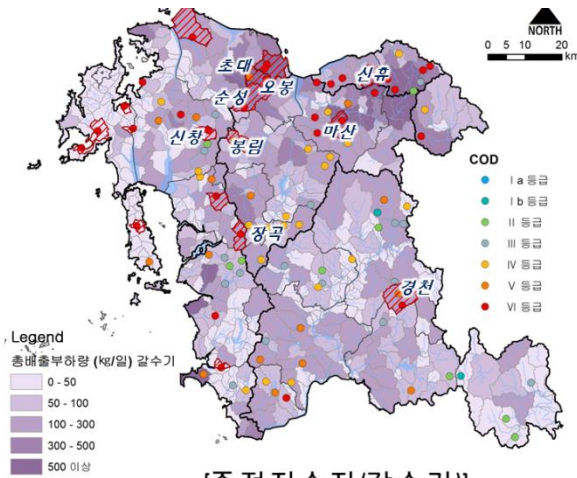 NORTH
0 5 10 20
km
초대
오봉
순성
신휴
신창
봉림
마산
장곡
경천
COD
Ia 등급
Ib 등급
II 등급
III 등급
IV 등급
V 등급
VI 등급
Legend
총배출부하량 (kg/일) 갈수기
0 - 50
50 - 100
100 - 300
300 - 500
500 이상